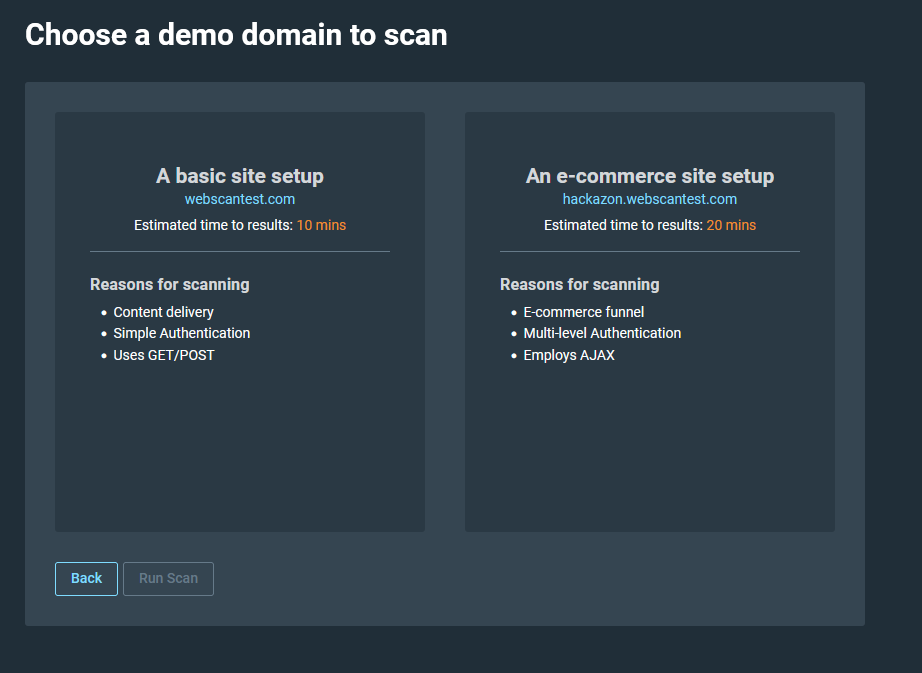 Choose a demo domain to scan
A basic site setup
webscantest.com
Estimated time to results: 10 mins
Reasons for scanning
• Content delivery
• Simple Authentication
• Uses GET/POST
An e-commerce site setup
hackazon.webscantest.com
Estimated time to results: 20 mins
Reasons for scanning
• E-commerce funnel
• Multi-level Authentication
• Employs AJAX
Back
Run Scan